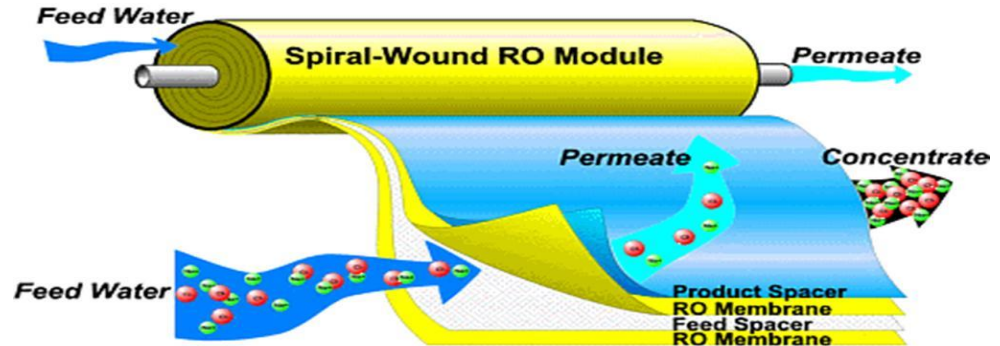 Feed Water
Spiral-Wound RO Module
Permeate
Permeate
Concentrate
Feed Water
Product Spacer
RO Membrane
Feed Spacer
RO Membrane